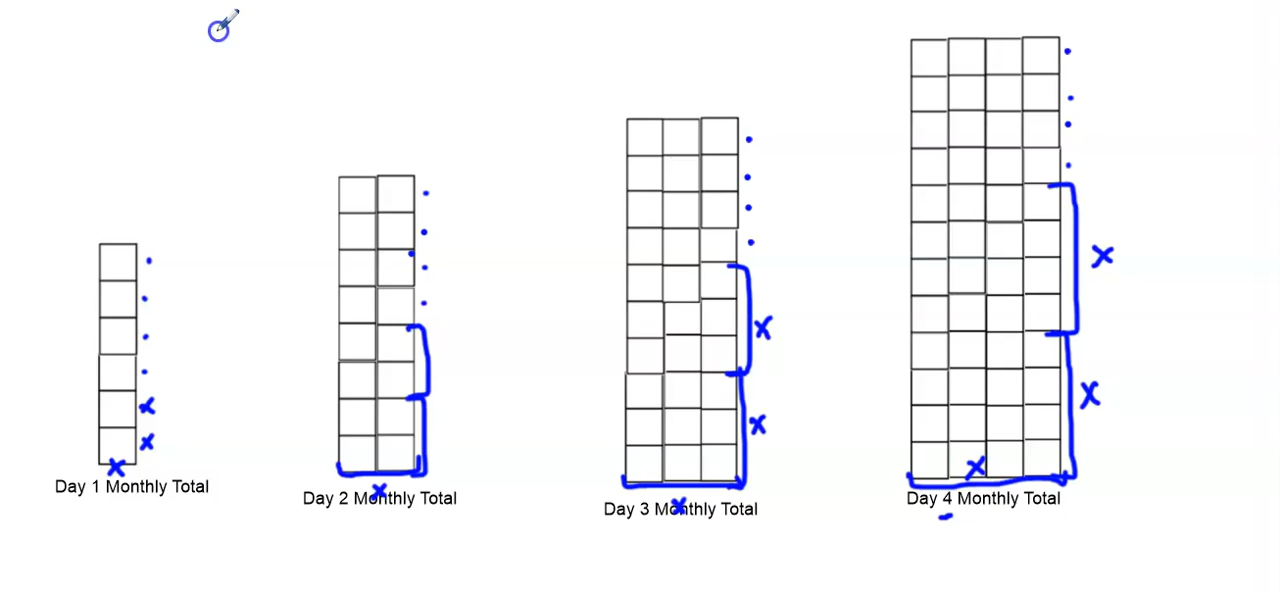 x
x
x
Day 1 Monthly Total
x
Day 2 Monthly Total
x
x
x
Day 3 Monthly Total
x
x
x
Day 4 Monthly Total